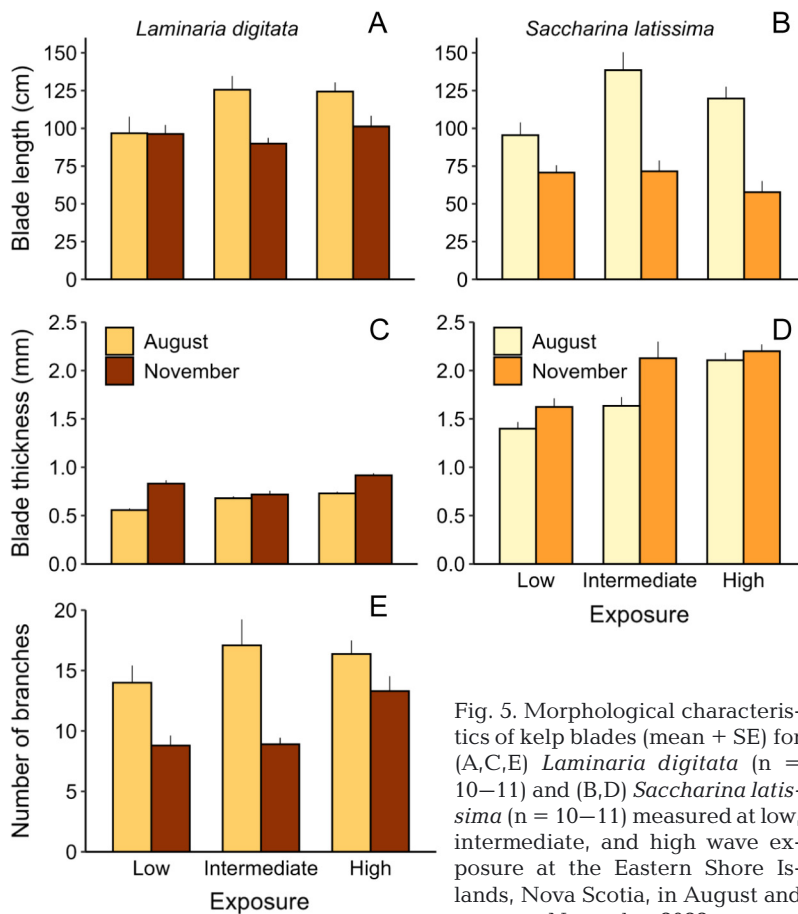 Laminaria digitata
A
Saccharina latissima
B
Blade length (cm)
150
125
100
75
50
25
0
150
125
100
75
50
25
0
Blade thickness (mm)
2.5
2.0
1.5
1.0
0.5
0.0
C
August
November
2.5
2.0
1.5
1.0
0.5
0.0
D
August
November
Low Intermediate High
Exposure
Number of branches
20
15
10
5
0
E
Low Intermediate High
Exposure
Fig. 5. Morphological characteris-
tics of kelp blades (mean + SE) for
(A,C,E) Laminaria digitata (n =
10–11) and (B,D) Saccharina latis-
sima (n = 10–11) measured at low,
intermediate, and high wave ex-
posure at the Eastern Shore Is-
lands, Nova Scotia, in August and